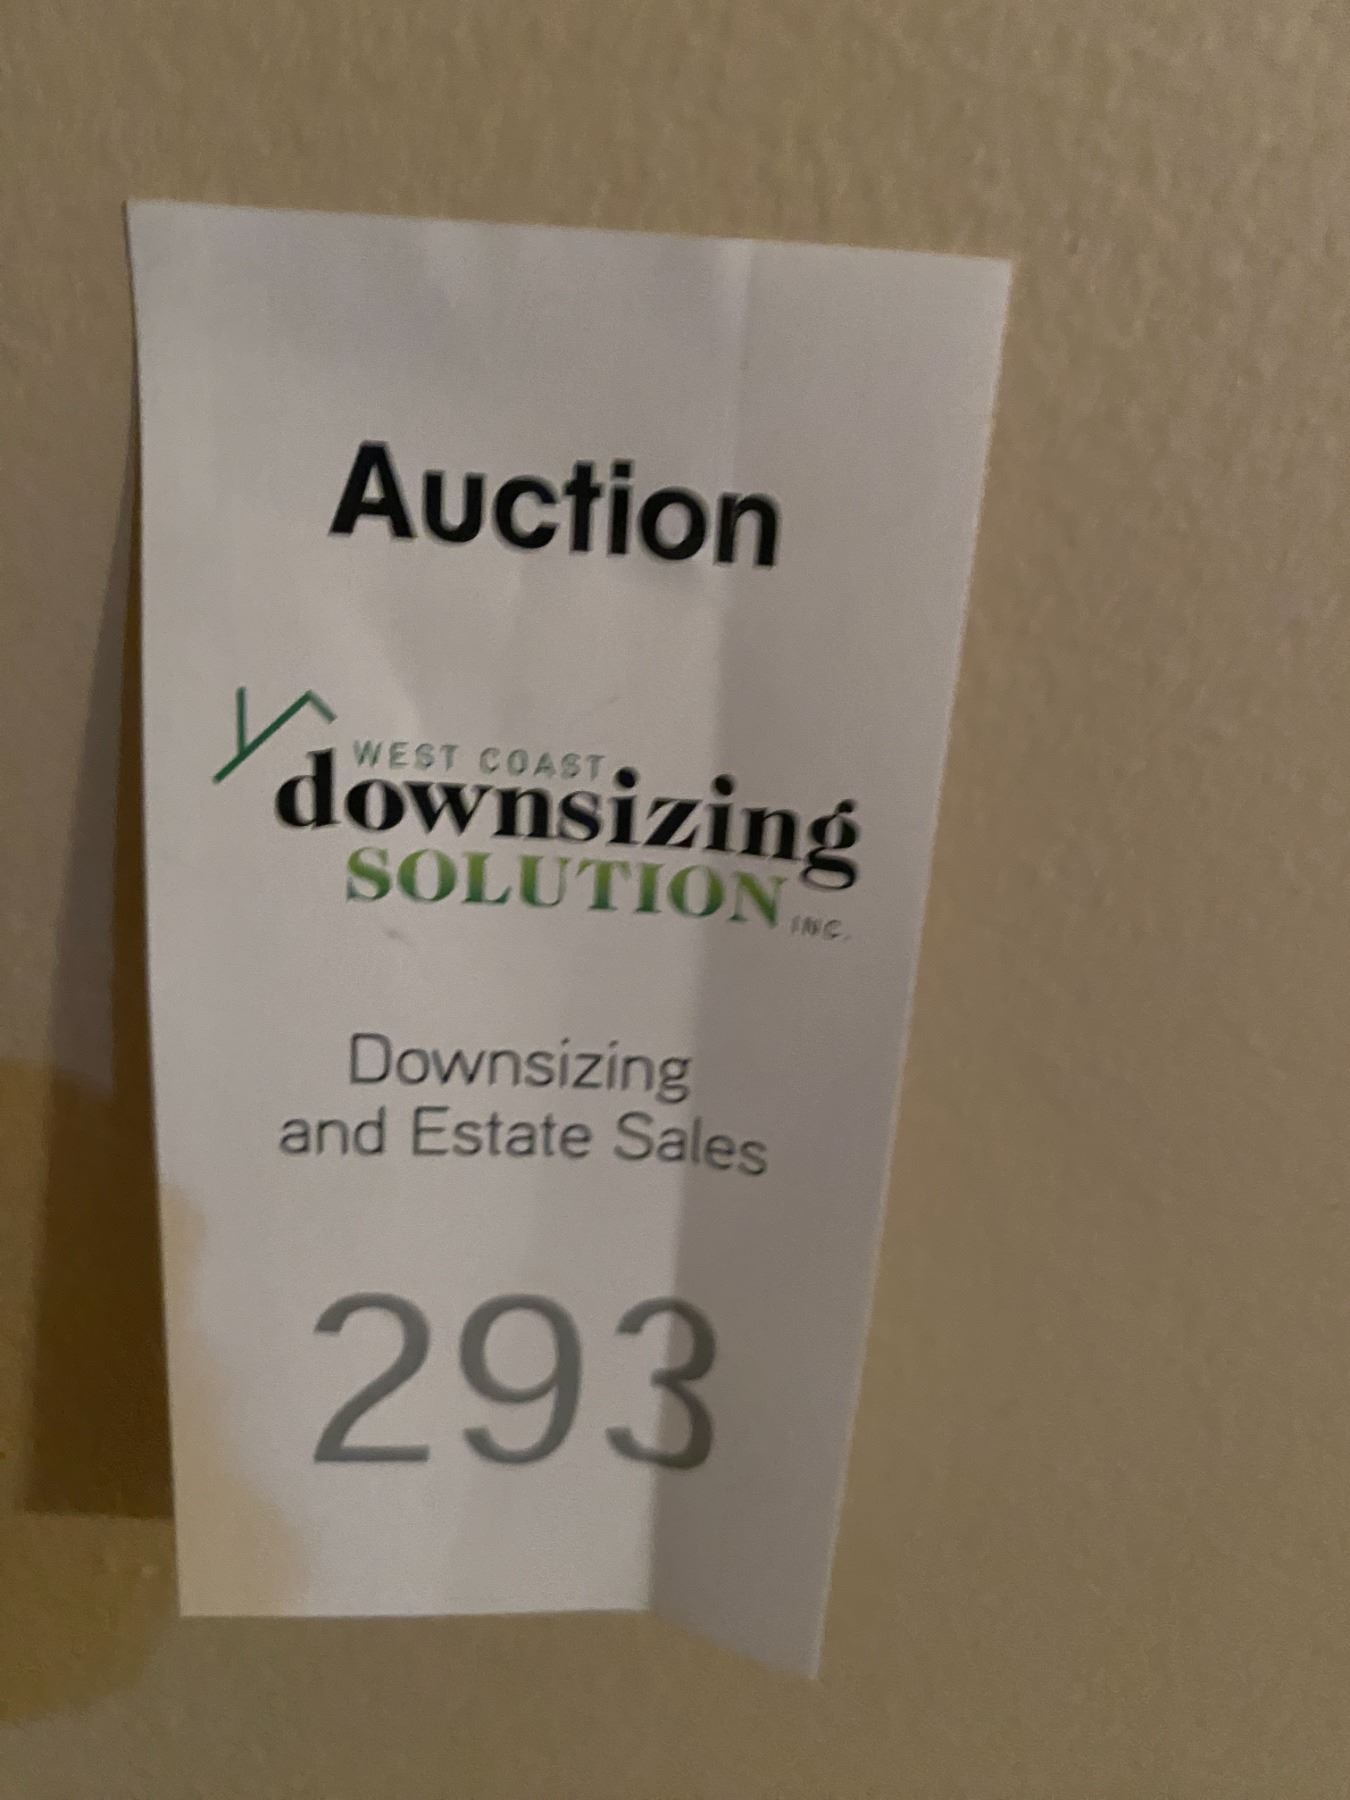 Auction
WEST COAST
downsizing
SOLUTION INC.
Downsizing
and Estate Sales
293